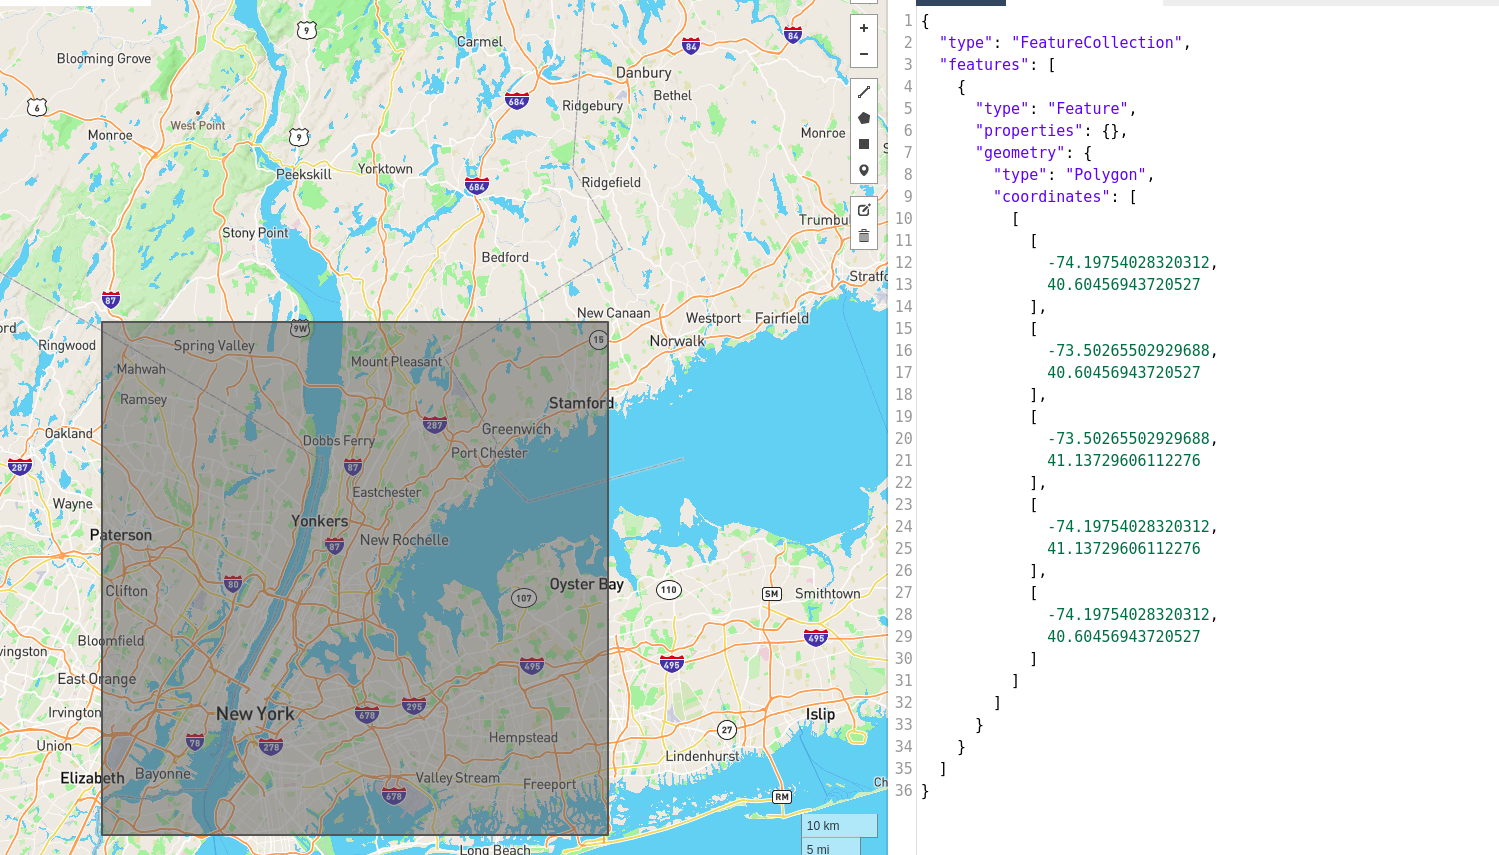 9
Carmel
84
84
Blooming Grove
Danbury
Bethel
684
Ridgebury
6
West Point
Monroe
9
Monroe
Peekskill
Yorktown
684
Ridgefield
Trumbu
Stony Point
Bedford
Stratfo
87
New Canaan
Westport
Fairfield
ord
9W
15
Ringwood
Spring Valley
Mount Pleasant
Norwalk
Mahwah
Ramsey
Stamford
Oakland
287
Greenwich
Dobbs Ferry
Port Chester
287
87
Eastchester
Wayne
Yonkers
Paterson
87
New Rochelle
80
Oyster Bay
Clifton
107
110
SM
Smithtown
Bloomfield
495
vingston
495
495
East Orange
Irvington
New York
678
295
Islip
27
Union
78
278
Hempstead
Lindenhurst
Elizabeth
Bayonne
Valley Stream
Freeport
Ch
678
RM
Long Beach
10 km
5 mi
+
−
1 {
2 "type": "FeatureCollection",
3 "features": [
4 {
5 "type": "Feature",
6 "properties": {},
7 "geometry": {
8 "type": "Polygon",
9 "coordinates": [
10 [
11 [
12 -74.19754028320312,
13 40.60456943720527
14 ],
15 [
16 -73.50265502929688,
17 40.60456943720527
18 ],
19 [
20 -73.50265502929688,
21 41.13729606112276
22 ],
23 [
24 -74.19754028320312,
25 41.13729606112276
26 ],
27 [
28 -74.19754028320312,
29 40.60456943720527
30 ]
31 ]
32 ]
33 }
34 }
35 ]
36 }